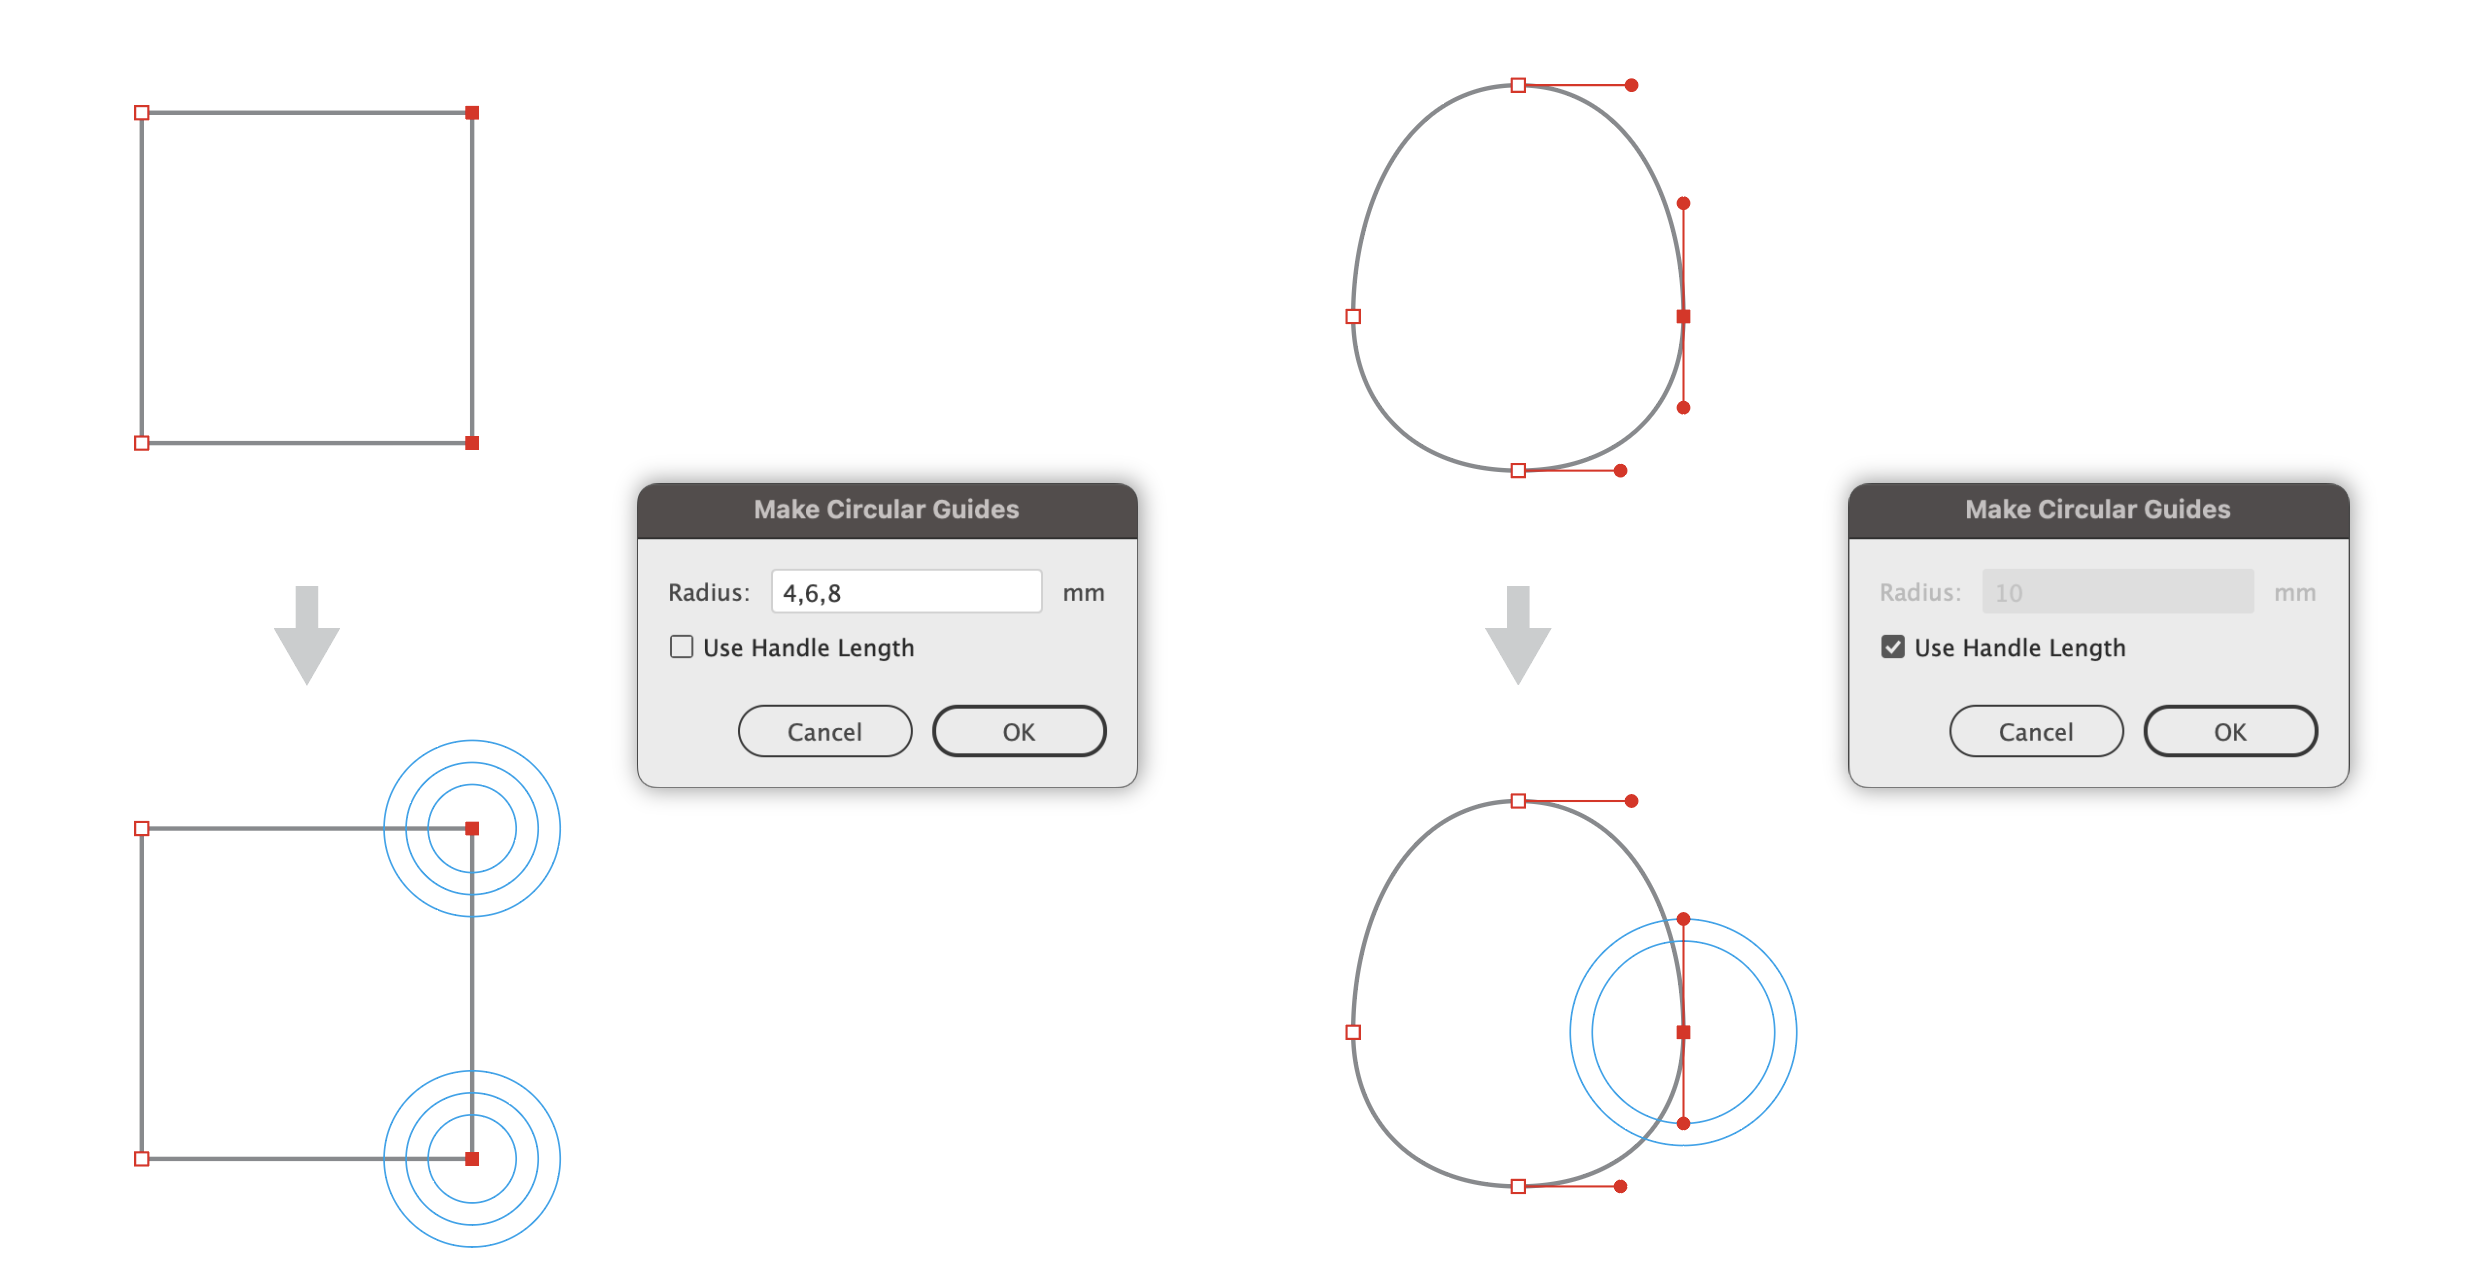 Make Circular Guides
Radius: 4,6,8 mm
Use Handle Length
Cancel OK
Make Circular Guides
Radius: 10 mm
Use Handle Length
Cancel OK